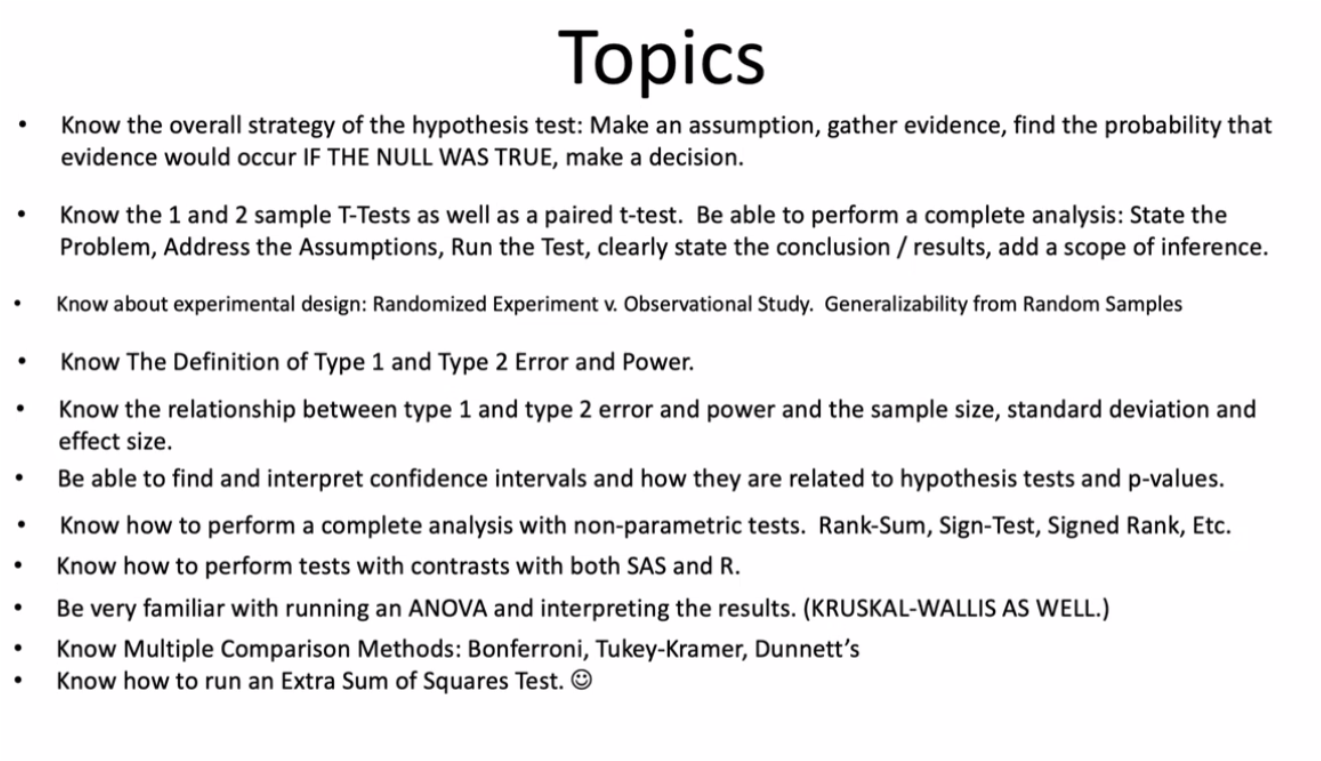 Topics
• Know the overall strategy of the hypothesis test: Make an assumption, gather evidence, find the probability that
evidence would occur IF THE NULL WAS TRUE, make a decision.
• Know the 1 and 2 sample T-Tests as well as a paired t-test. Be able to perform a complete analysis: State the
Problem, Address the Assumptions, Run the Test, clearly state the conclusion / results, add a scope of inference.
• Know about experimental design: Randomized Experiment v. Observational Study. Generalizability from Random Samples
• Know The Definition of Type 1 and Type 2 Error and Power.
• Know the relationship between type 1 and type 2 error and power and the sample size, standard deviation and
effect size.
• Be able to find and interpret confidence intervals and how they are related to hypothesis tests and p-values.
• Know how to perform a complete analysis with non-parametric tests. Rank-Sum, Sign-Test, Signed Rank, Etc.
• Know how to perform tests with contrasts with both SAS and R.
• Be very familiar with running an ANOVA and interpreting the results. (KRUSKAL-WALLIS AS WELL.)
• Know Multiple Comparison Methods: Bonferroni, Tukey-Kramer, Dunnett’s
• Know how to run an Extra Sum of Squares Test. ☺